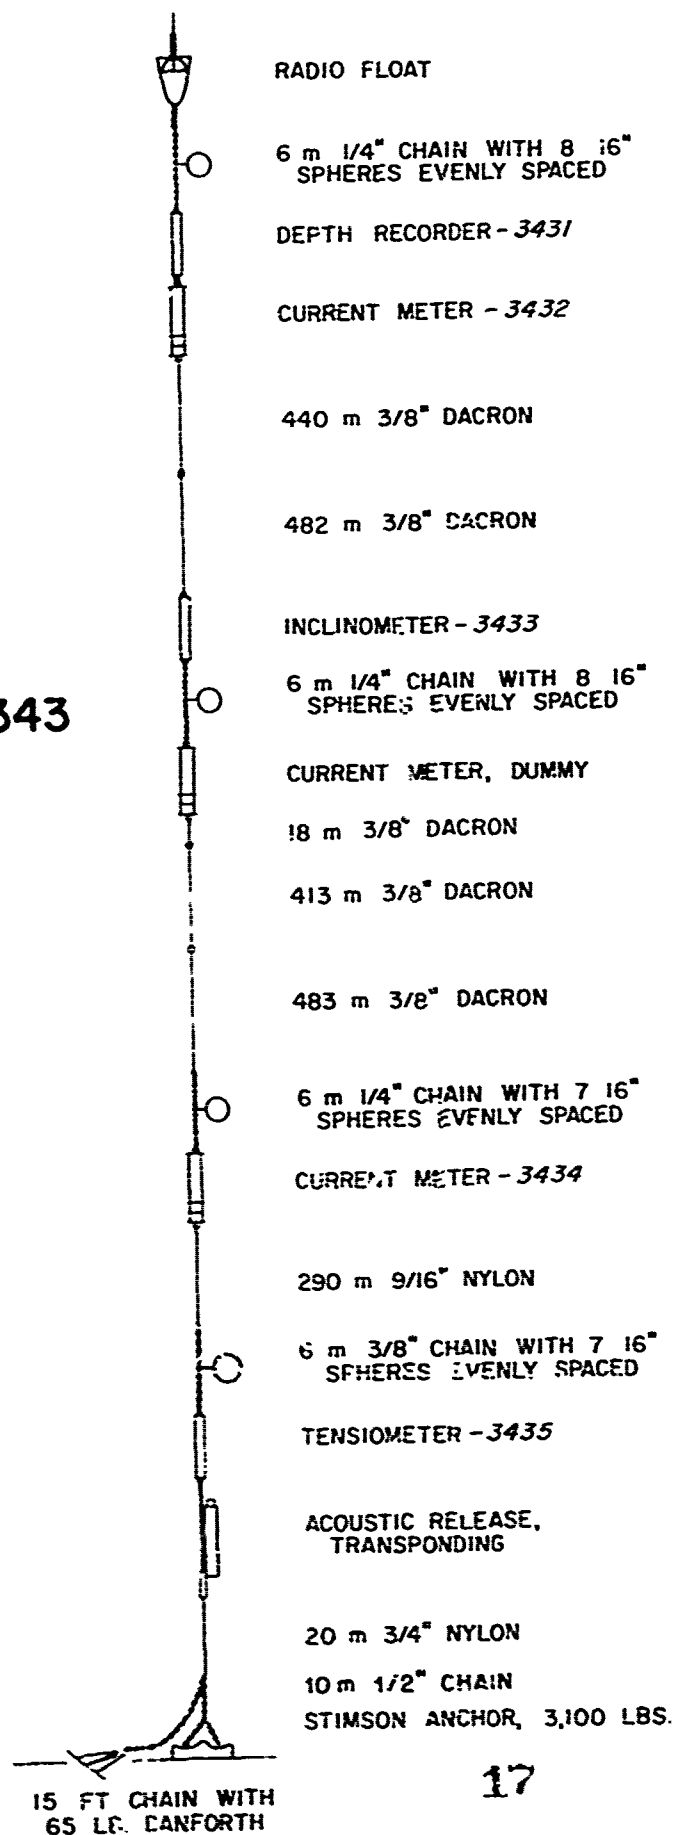 RADIO FLOAT
6 m 1/4" CHAIN WITH 8 16"
SPHERES EVENLY SPACED
DEPTH RECORDER - 3431
CURRENT METER - 3432
440 m 3/8" DACRON
482 m 3/8" DACRON
INCLINOMETER - 3433
6 m 1/4" CHAIN WITH 8 16"
SPHERES EVENLY SPACED
343
CURRENT METER, DUMMY
18 m 3/8" DACRON
413 m 3/8" DACRON
483 m 3/8" DACRON
6 m 1/4" CHAIN WITH 7 16"
SPHERES EVENLY SPACED
CURRENT METER - 3434
290 m 9/16" NYLON
6 m 3/8" CHAIN WITH 7 16"
SPHERES EVENLY SPACED
TENSIOMETER - 3435
ACOUSTIC RELEASE,
TRANSPONDING
20 m 3/4" NYLON
10 m 1/2" CHAIN
STIMSON ANCHOR, 3,100 LBS.
15 FT CHAIN WITH
65 LB. DANFORTH
17